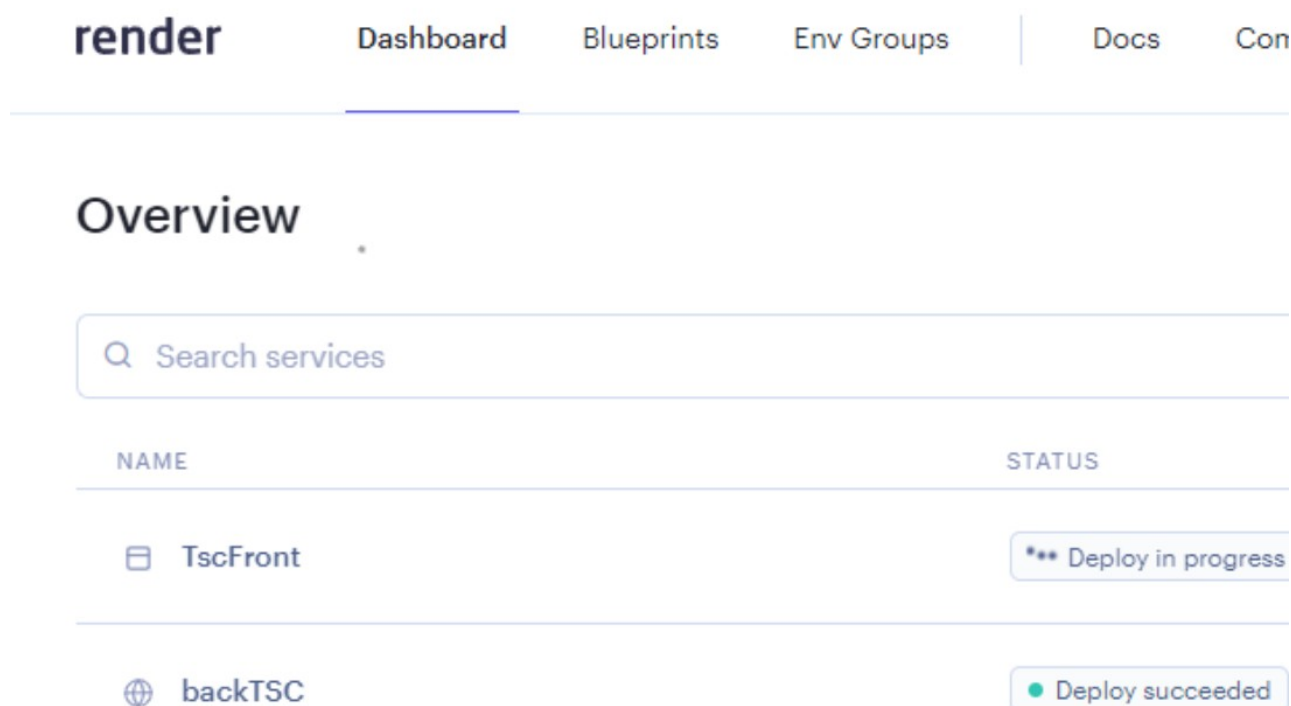 render Dashboard Blueprints Env Groups Docs
Overview
Search services
NAME STATUS
TscFront Deploy in progress
backTSC Deploy succeeded